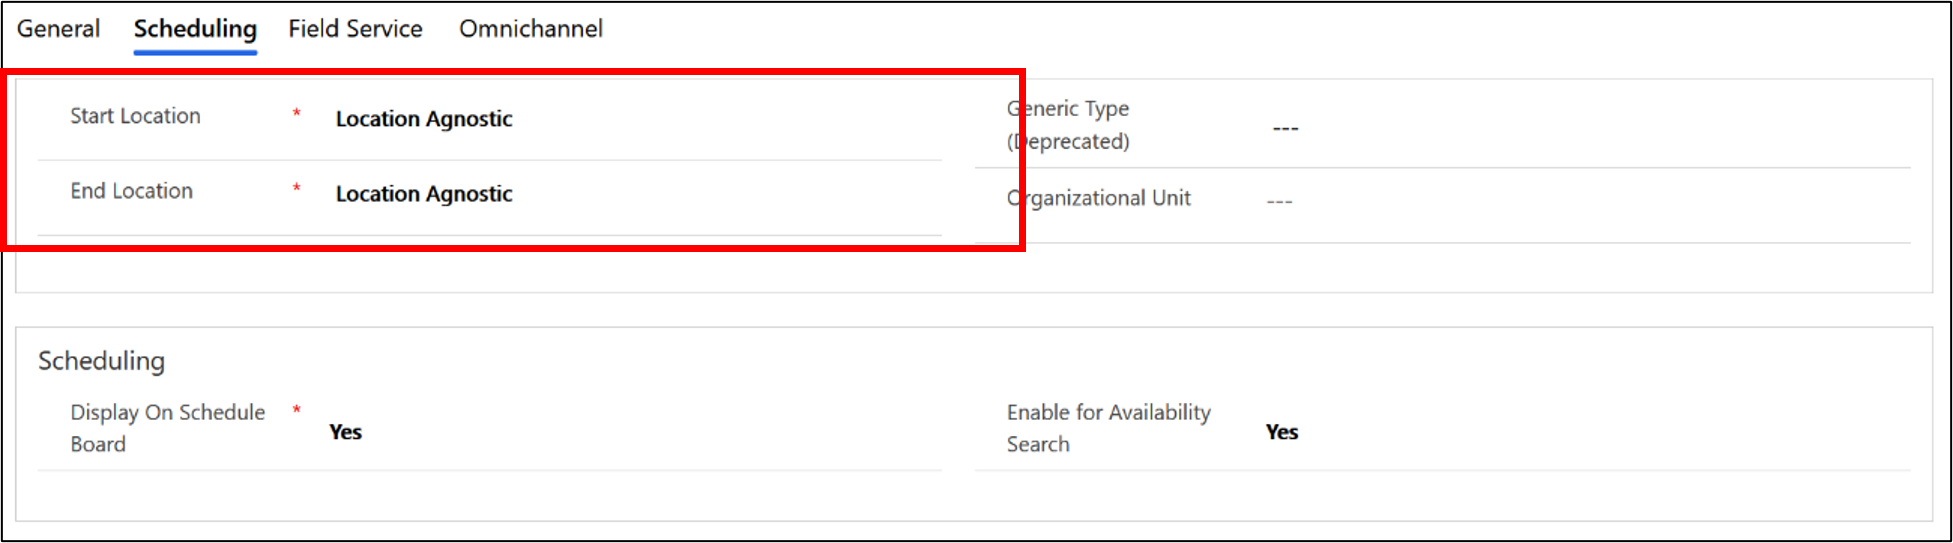 General Scheduling Field Service Omnichannel
Start Location * Location Agnostic
End Location * Location Agnostic
Generic Type
(Deprecated)
---
Organizational Unit ---
Scheduling
Display On Schedule
Board
* Yes
Enable for Availability
Search
Yes